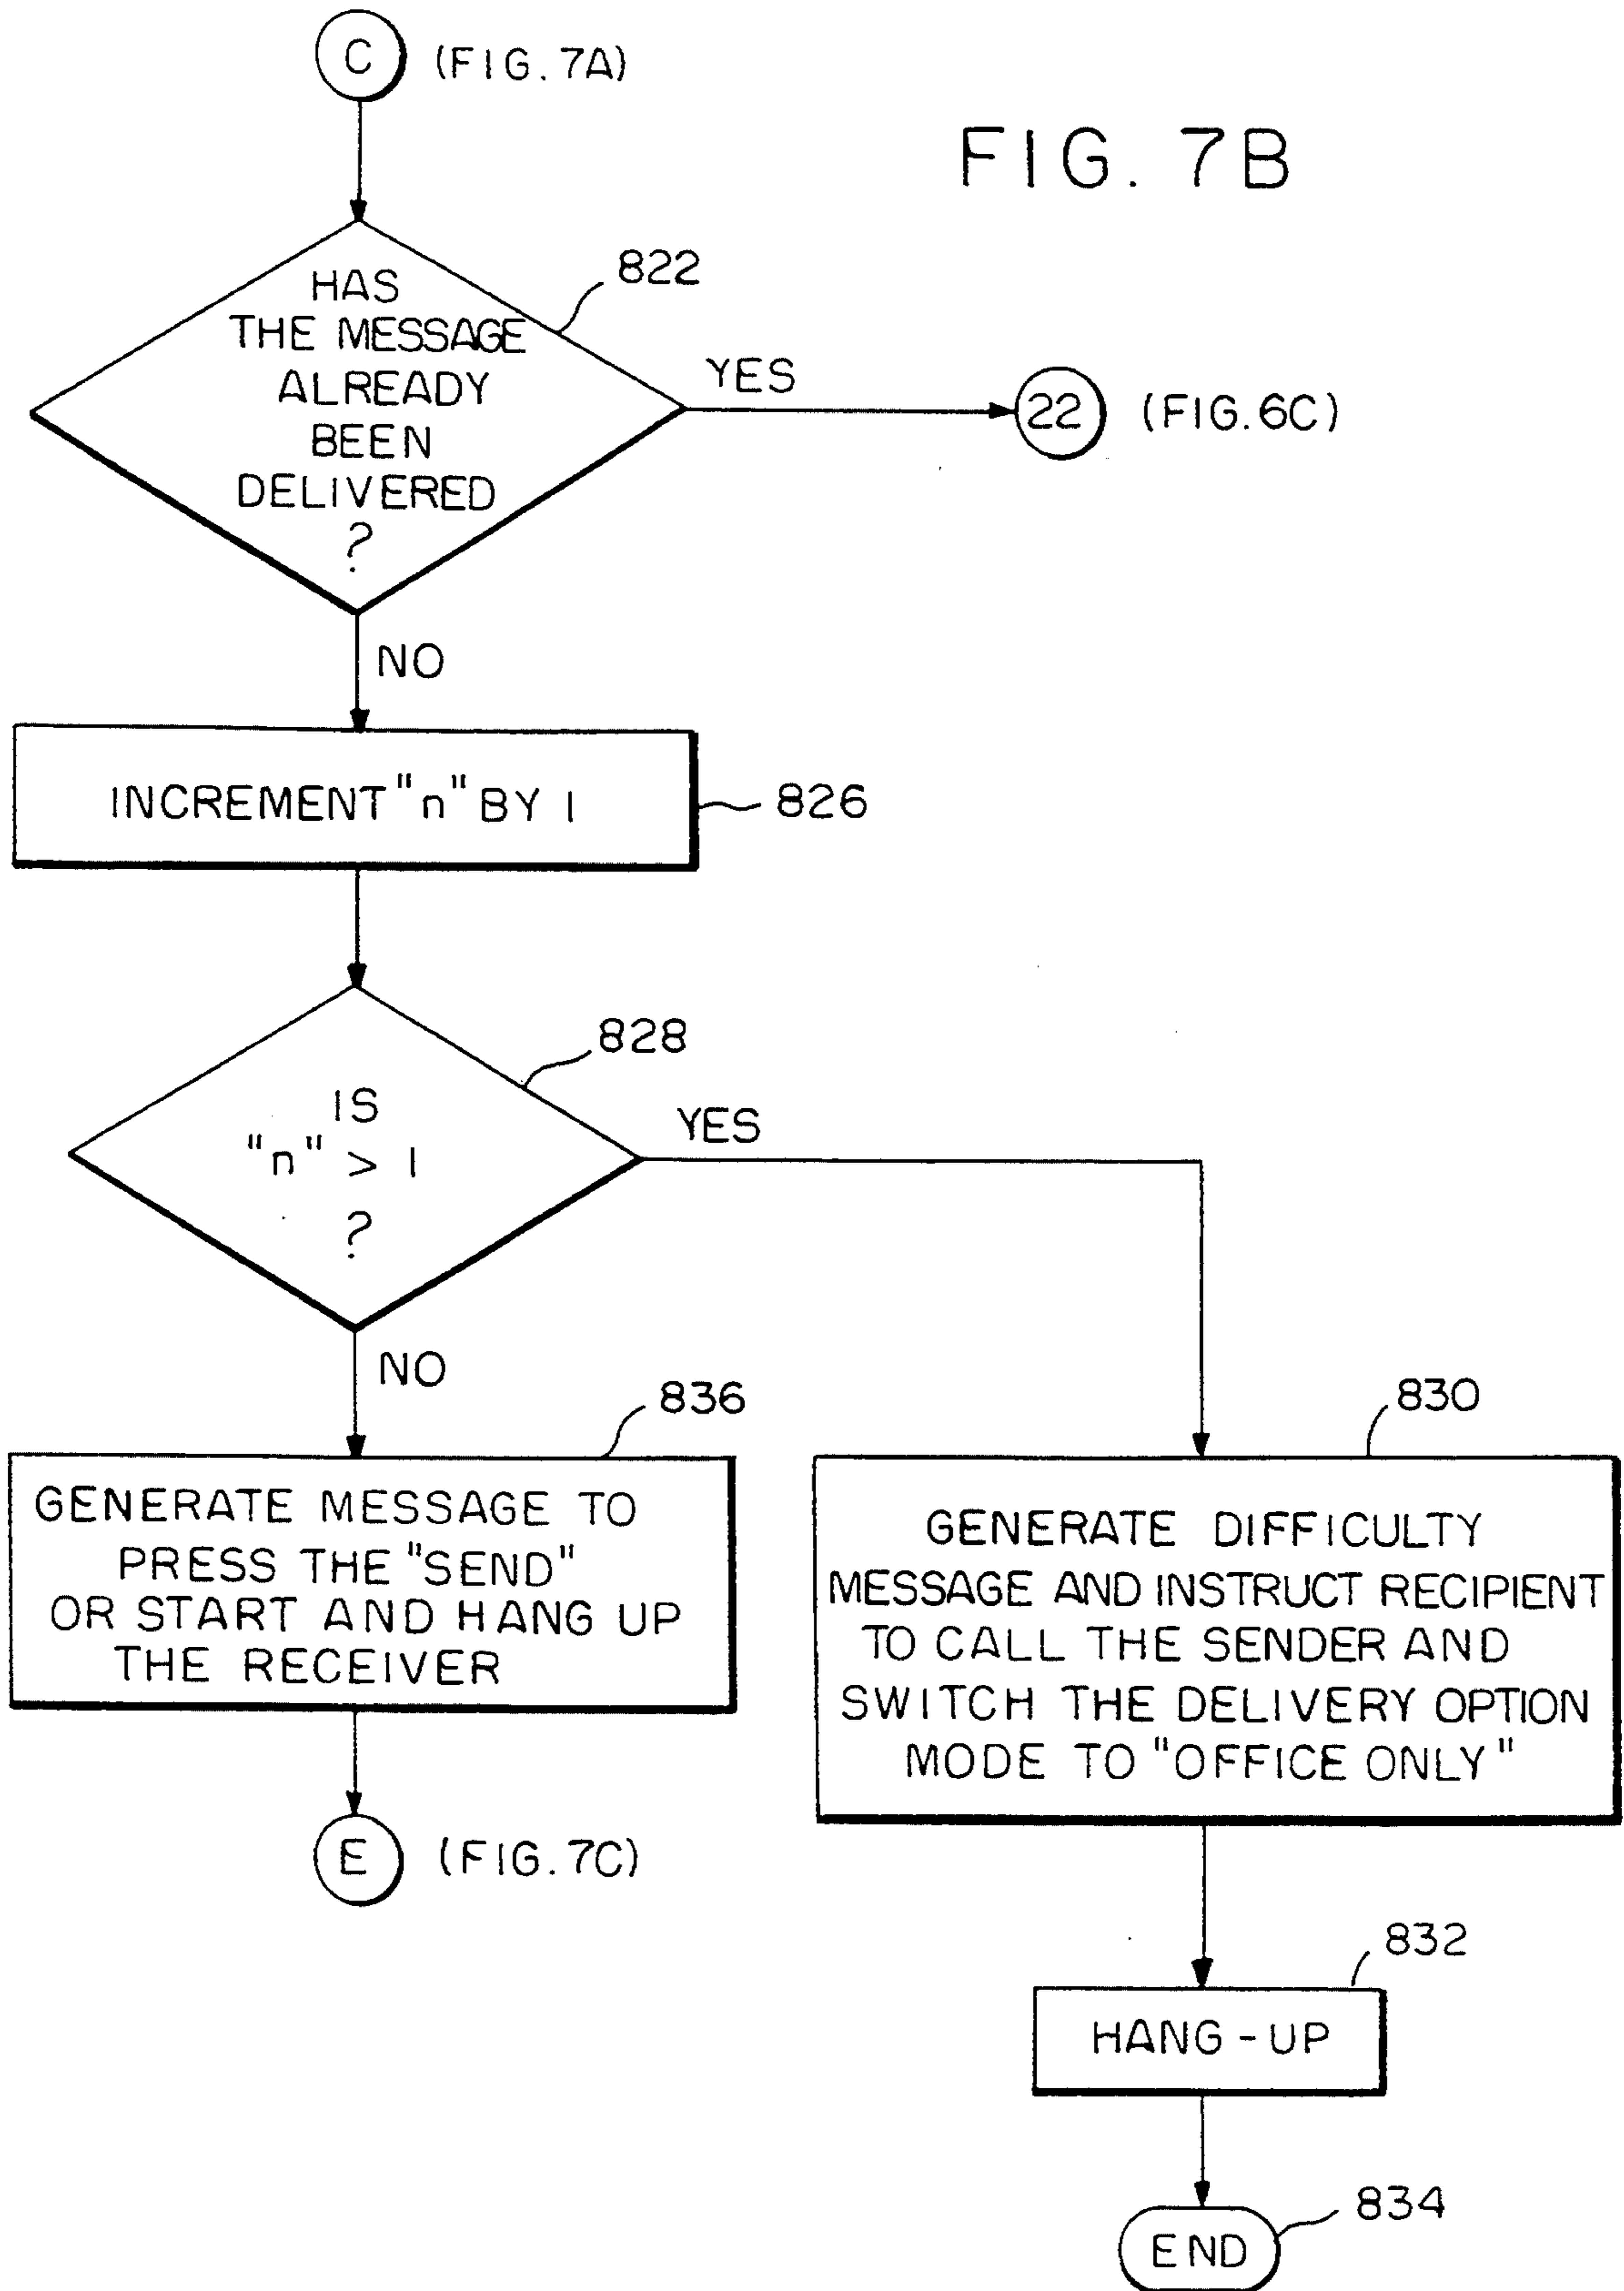 C (FIG. 7A)
FIG. 7B
822
HAS
THE MESSAGE
ALREADY
BEEN
DELIVERED
?
YES
22 (FIG.6C)
NO
INCREMENT "n" BY 1
826
828
IS
"n" > 1
?
YES
NO
836
GENERATE MESSAGE TO
PRESS THE "SEND"
OR START AND HANG UP
THE RECEIVER
E (FIG. 7C)
830
GENERATE DIFFICULTY
MESSAGE AND INSTRUCT RECIPIENT
TO CALL THE SENDER AND
SWITCH THE DELIVERY OPTION
MODE TO "OFFICE ONLY"
832
HANG-UP
834
END